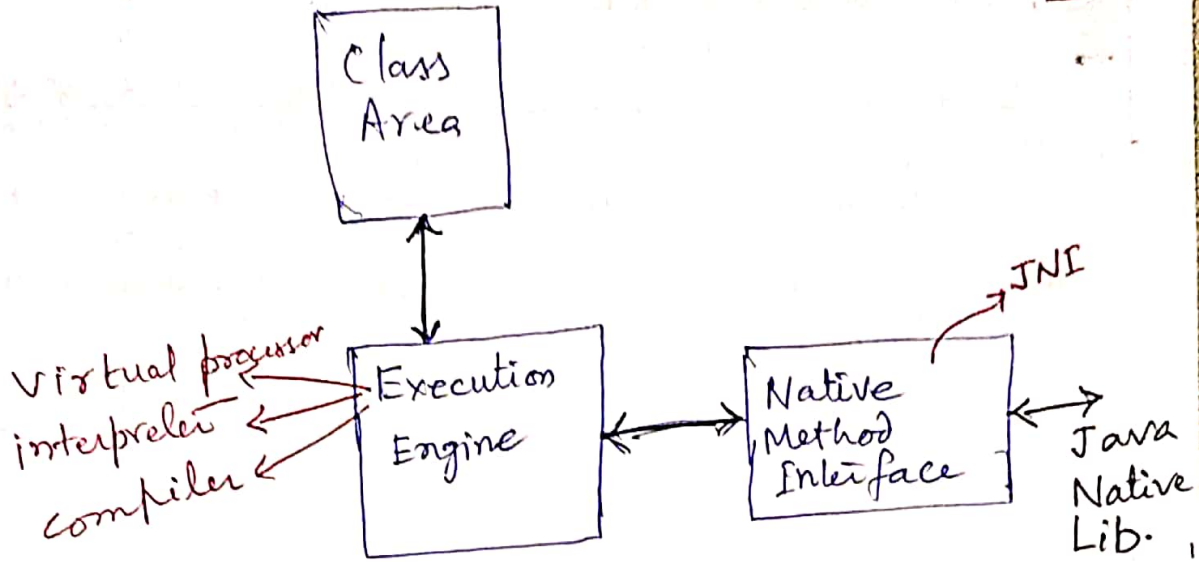 Class
Area
JNI
Virtual processor
interpreter
compiler
Execution
Engine
Native
Method
Interface
Java
Native
Lib.